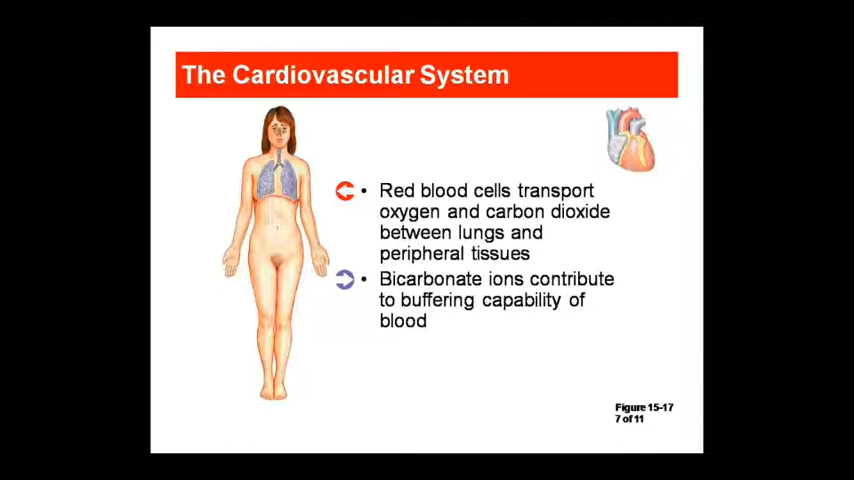 The Cardiovascular System
• Red blood cells transport
oxygen and carbon dioxide
between lungs and
peripheral tissues
• Bicarbonate ions contribute
to buffering capability of
blood
Figure 15-17
7 of 11